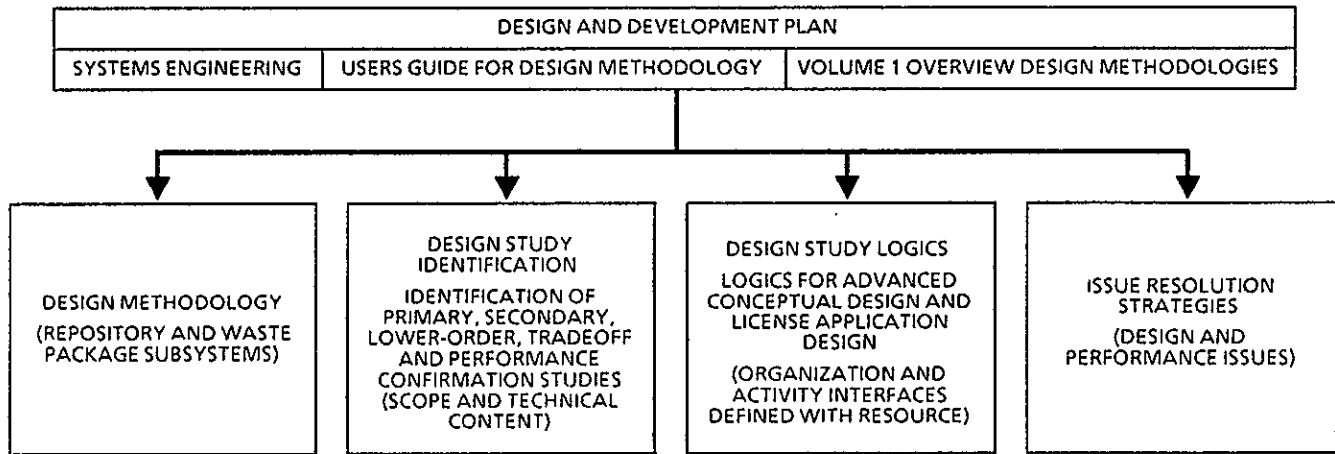 DESIGN AND DEVELOPMENT PLAN
SYSTEMS ENGINEERING
USERS GUIDE FOR DESIGN METHODOLOGY
VOLUME 1 OVERVIEW DESIGN METHODOLOGIES
DESIGN METHODOLOGY
(REPOSITORY AND WASTE
PACKAGE SUBSYSTEMS)
DESIGN STUDY
IDENTIFICATION
IDENTIFICATION OF
PRIMARY, SECONDARY,
LOWER-ORDER, TRADEOFF
AND PERFORMANCE
CONFIRMATION STUDIES
(SCOPE AND TECHNICAL
CONTENT)
DESIGN STUDY LOGICS
LOGICS FOR ADVANCED
CONCEPTUAL DESIGN AND
LICENSE APPLICATION
DESIGN
(ORGANIZATION AND
ACTIVITY INTERFACES
DEFINED WITH RESOURCE)
ISSUE RESOLUTION
STRATEGIES
(DESIGN AND
PERFORMANCE ISSUES)